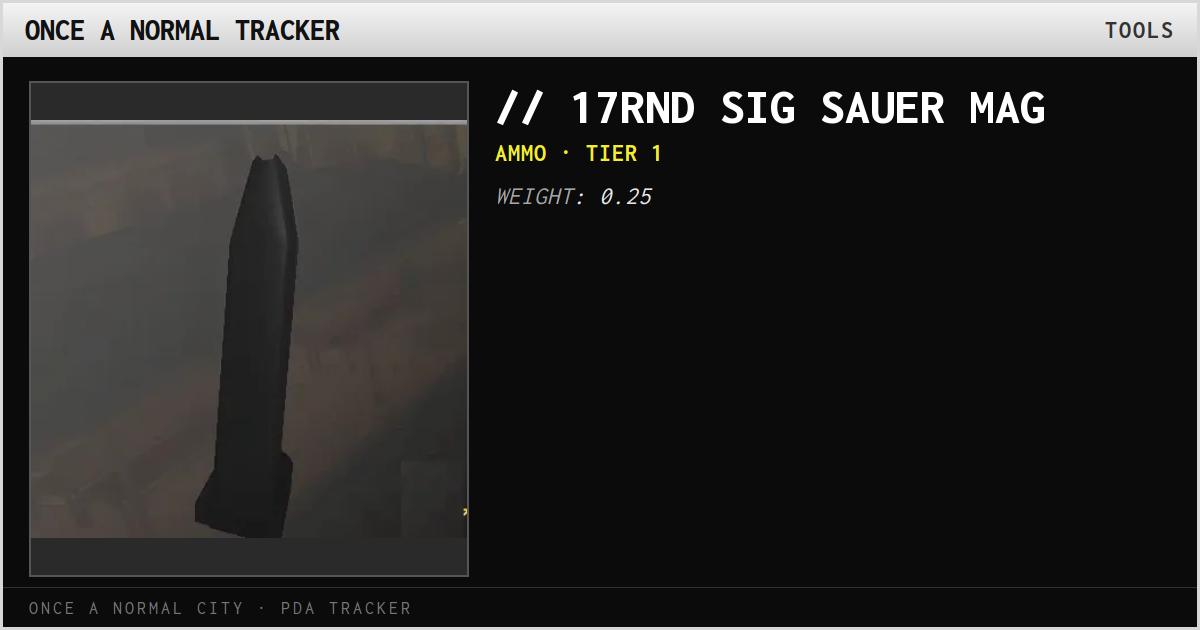 ONCE A NORMAL TRACKER
TOOLS
// 17RND SIG SAUER MAG
AMMO · TIER 1
WEIGHT: 0.25
ONCE A NORMAL CITY · PDA TRACKER